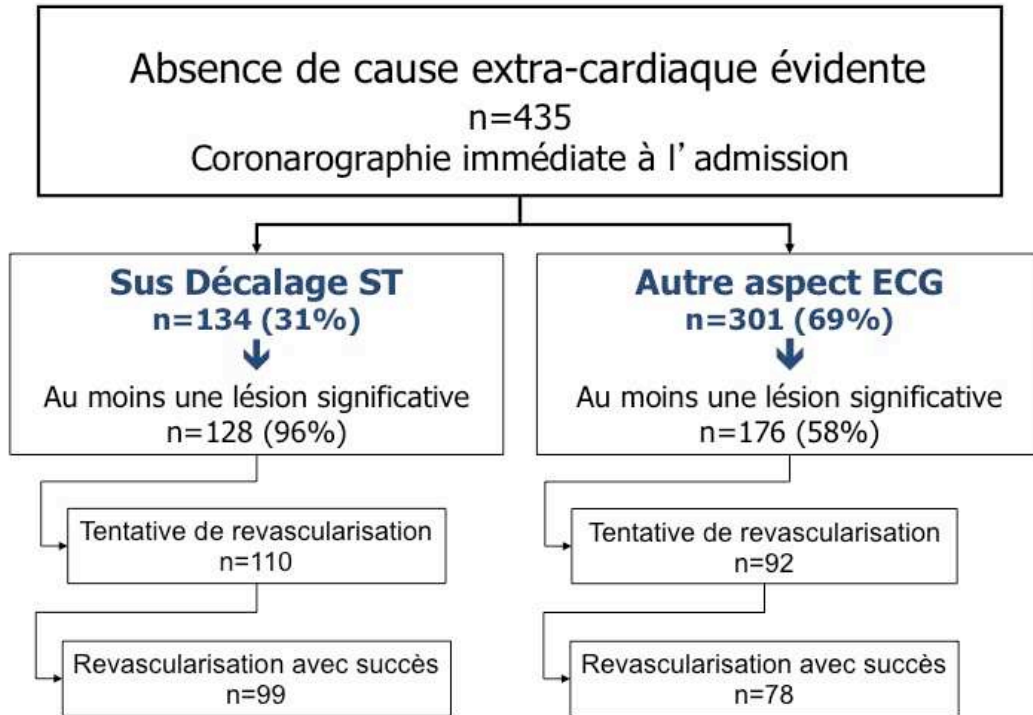 Absence de cause extra-cardiaque évidente
n=435
Coronarographie immédiate à l’admission
Sus Décalage ST
n=134 (31%)
Au moins une lésion significative
n=128 (96%)
Tentative de revascularisation
n=110
Revascularisation avec succès
n=99
Autre aspect ECG
n=301 (69%)
Au moins une lésion significative
n=176 (58%)
Tentative de revascularisation
n=92
Revascularisation avec succès
n=78